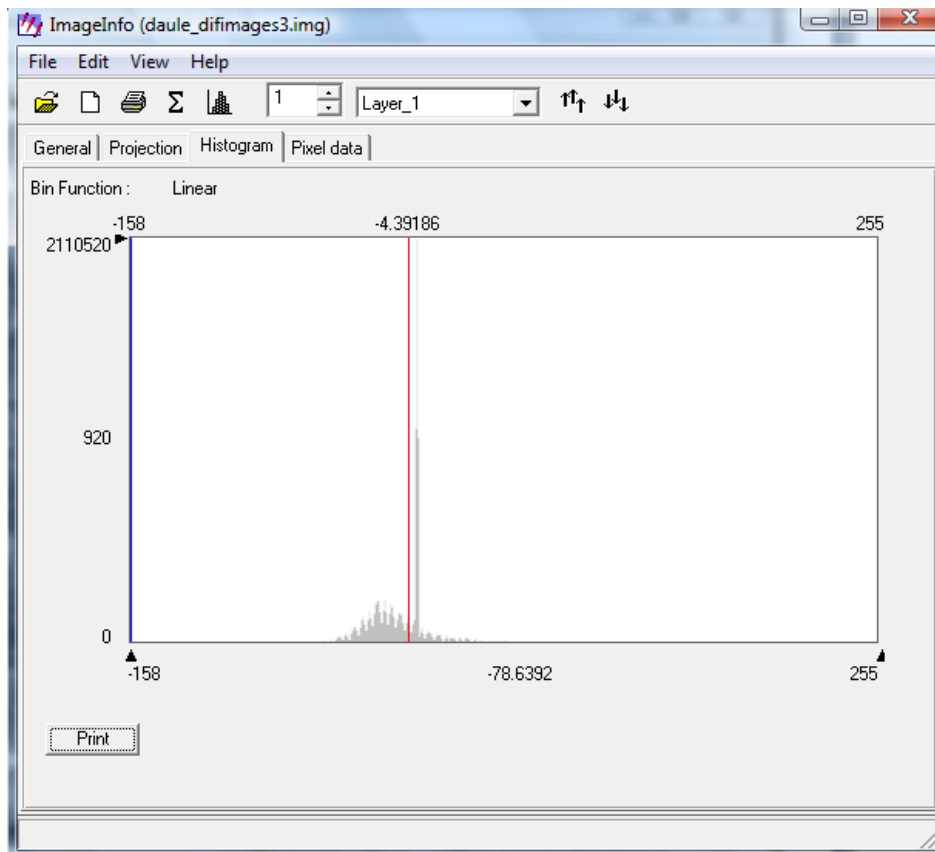 ImageInfo (daule_difimages3.img)
File Edit View Help
Σ 1 Layer_1
General Projection Histogram Pixel data
Bin Function : Linear
-158 -4.39186 255
2110520
920
0
-158 -78.6392 255
Print